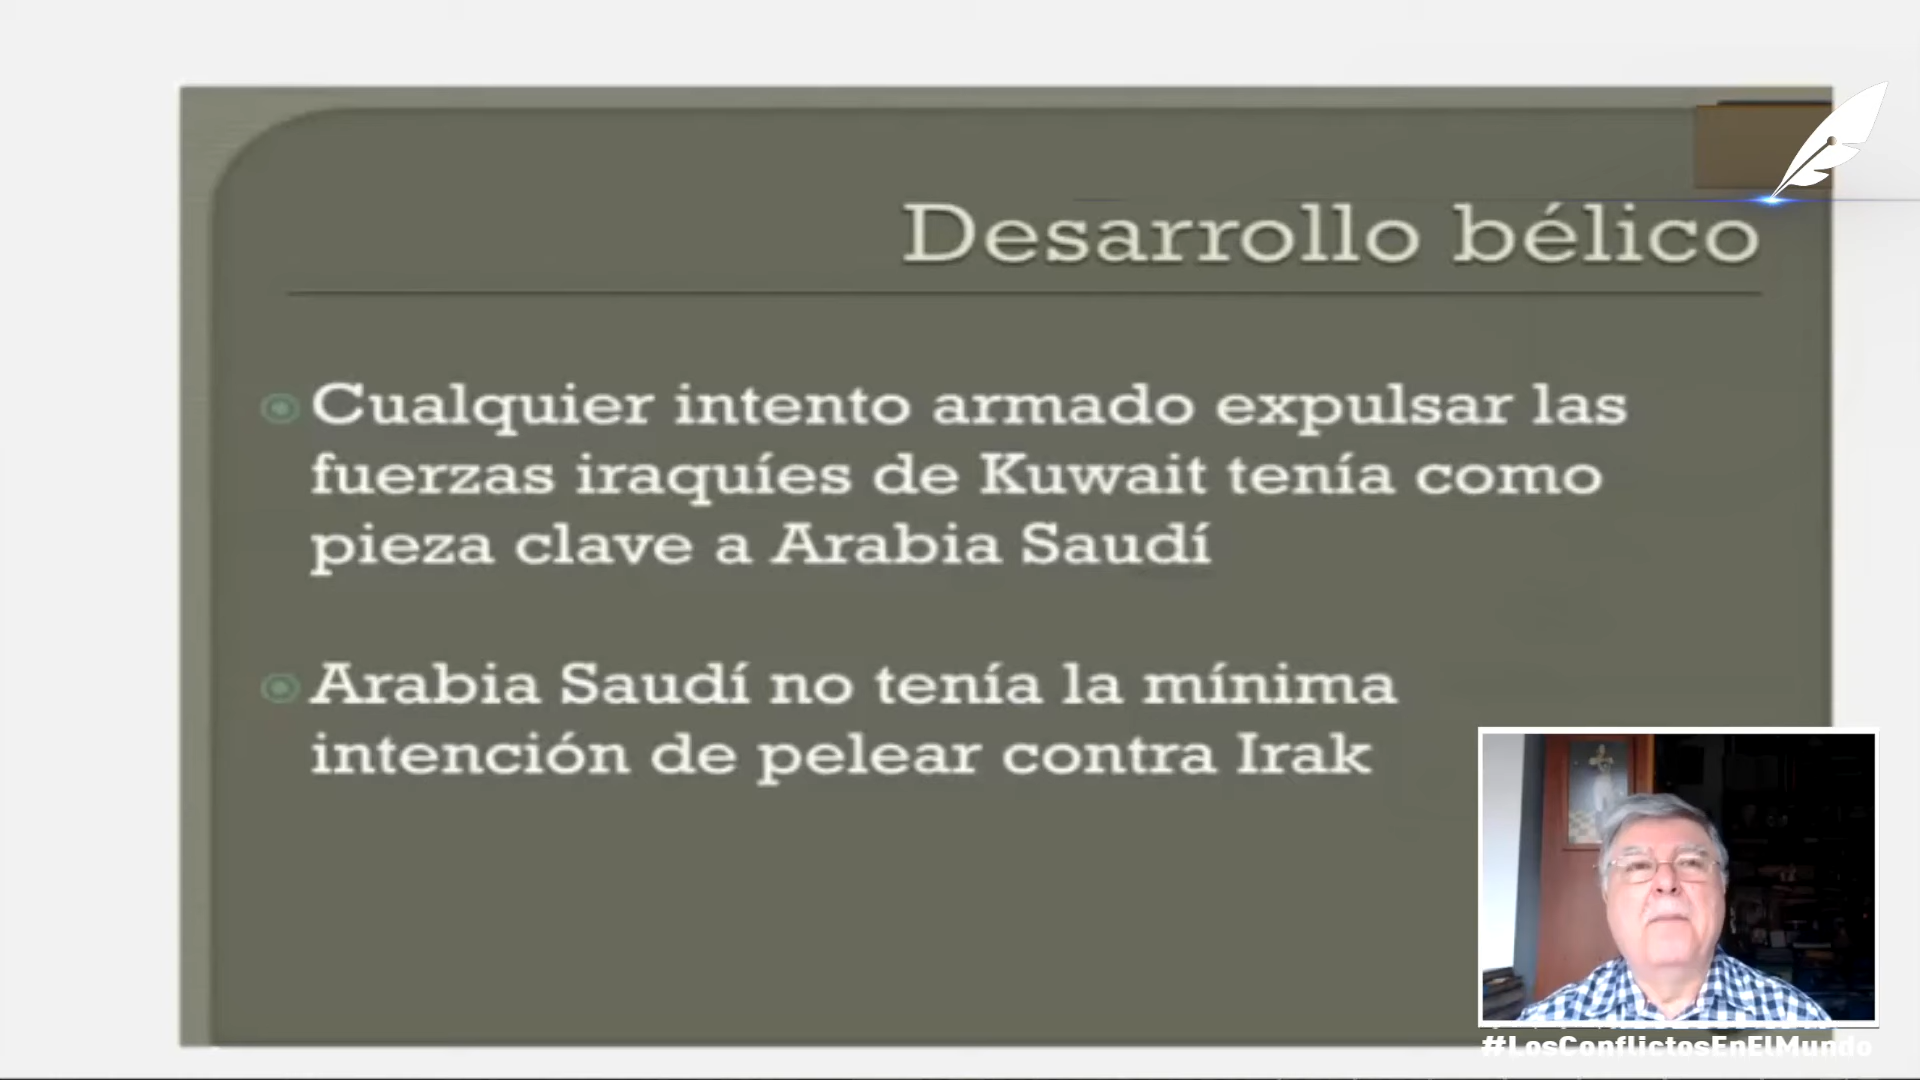 Desarrollo bélico
Cualquier intento armado expulsar las
fuerzas iraquíes de Kuwait tenía como
pieza clave a Arabia Saudí
Arabia Saudí no tenía la mínima
intención de pelear contra Irak
#LosConflictosEnElMundo